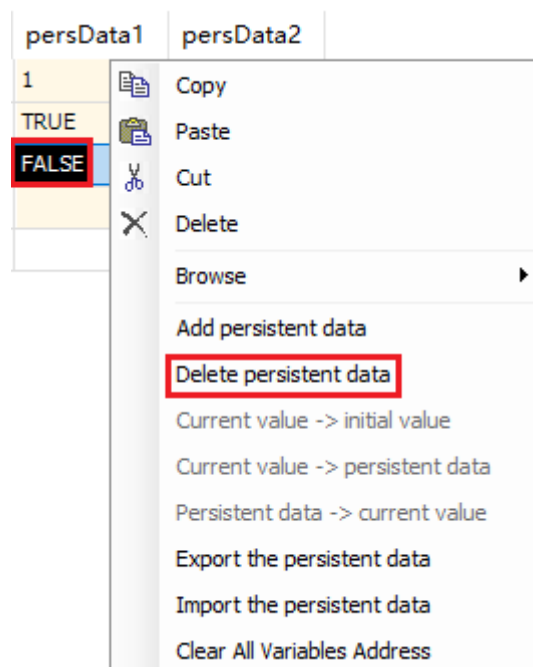 persData1 persData2
1
TRUE
FALSE
Copy
Paste
Cut
Delete
Browse
Add persistent data
Delete persistent data
Current value -> initial value
Current value -> persistent data
Persistent data -> current value
Export the persistent data
Import the persistent data
Clear All Variables Address